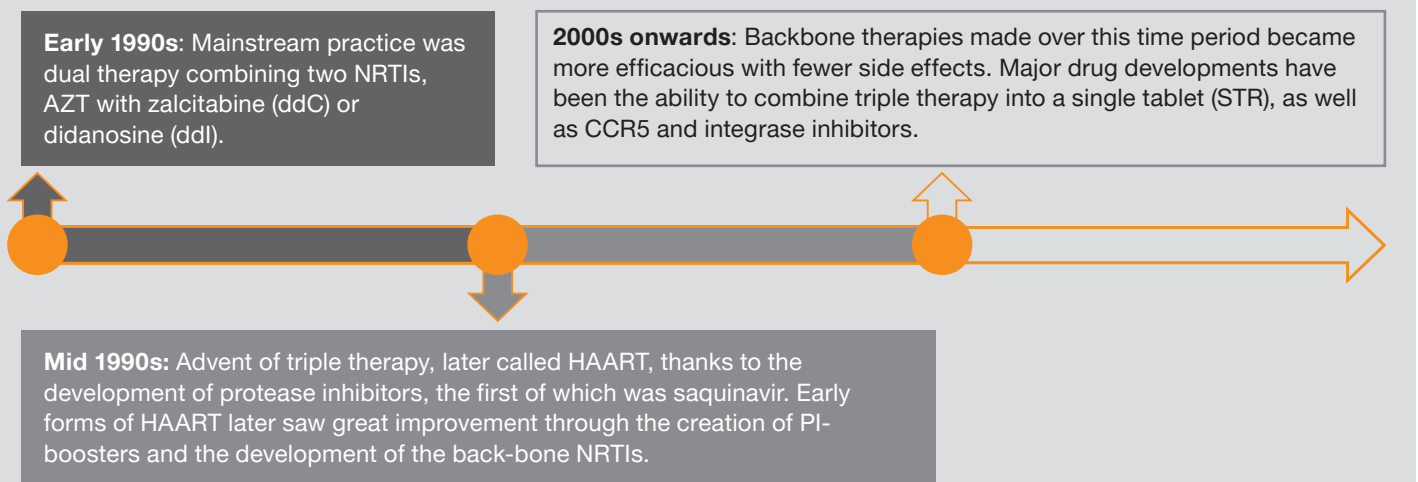 Early 1990s: Mainstream practice was
dual therapy combining two NRTIs,
AZT with zalcitabine (ddC) or
didanosine (ddI).
2000s onwards: Backbone therapies made over this time period became
more efficacious with fewer side effects. Major drug developments have
been the ability to combine triple therapy into a single tablet (STR), as well
as CCR5 and integrase inhibitors.
Mid 1990s: Advent of triple therapy, later called HAART, thanks to the
development of protease inhibitors, the first of which was saquinavir. Early
forms of HAART later saw great improvement through the creation of PI-
boosters and the development of the back-bone NRTIs.